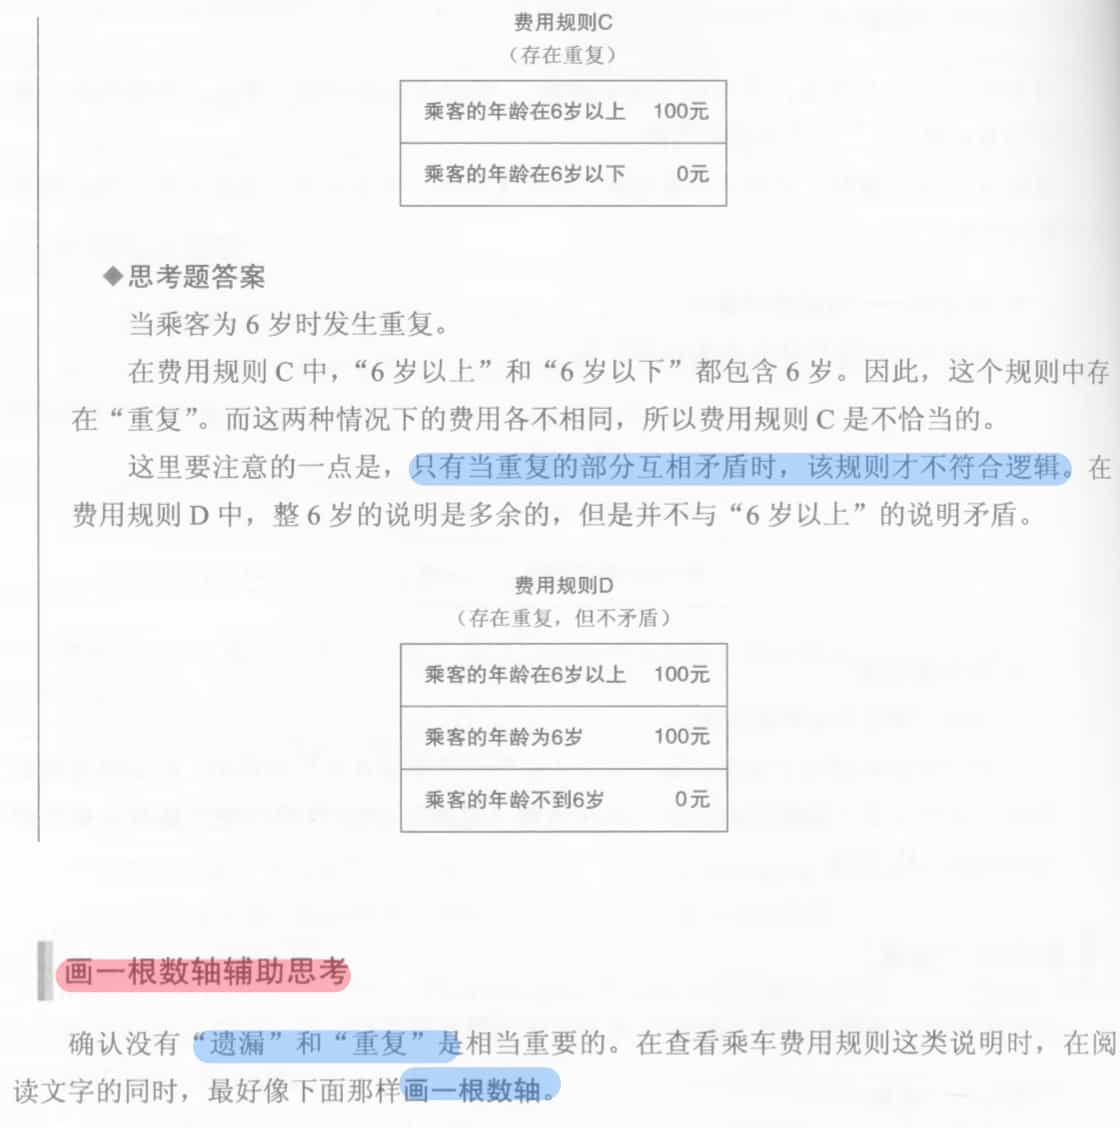 费用规则C
（存在重复）
乘客的年龄在6岁以上 100元
乘客的年龄在6岁以下 0元
◆思考题答案
当乘客为 6 岁时发生重复。
在费用规则 C 中，“6 岁以上”和“6 岁以下”都包含 6 岁。因此，这个规则中存
在“重复”。而这两种情况下的费用各不相同，所以费用规则 C 是不恰当的。
这里要注意的一点是，只有当重复的部分互相矛盾时，该规则才不符合逻辑。在
费用规则 D 中，整 6 岁的说明是多余的，但是并不与“6 岁以上”的说明矛盾。
费用规则D
（存在重复，但不矛盾）
乘客的年龄在6岁以上 100元
乘客的年龄为6岁 100元
乘客的年龄不到6岁 0元
画一根数轴辅助思考
确认没有“遗漏”和“重复”是相当重要的。在查看乘车费用规则这类说明时，在阅
读文字的同时，最好像下面那样画一根数轴。